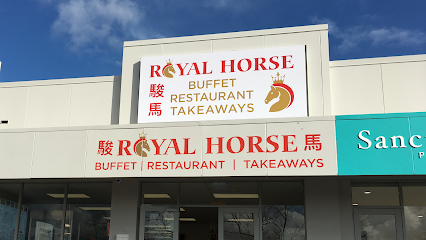 ROYAL HORSE
駿馬
BUFFET
RESTAURANT
TAKEAWAYS
駿 ROYAL HORSE 馬
BUFFET | RESTAURANT | TAKEAWAYS
Sanc